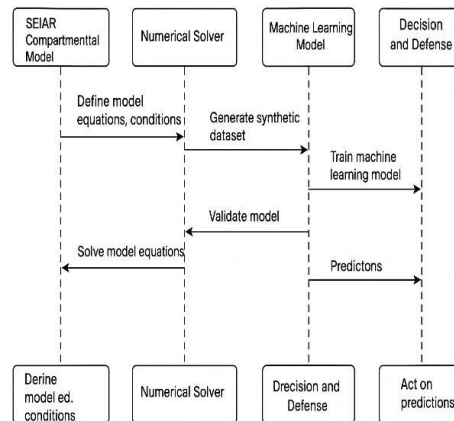 SEIAR
Compartmenttal
Model
Numerical Solver
Machine Learning
Model
Decision
and Defense
Define model
equations, conditions
Generate synthetic
dataset
Train machine
learning model
Validate model
Solve model equations
Predictons
Derine
model ed.
conditions
Numerical Solver
Drecision and
Defense
Act on
predictions